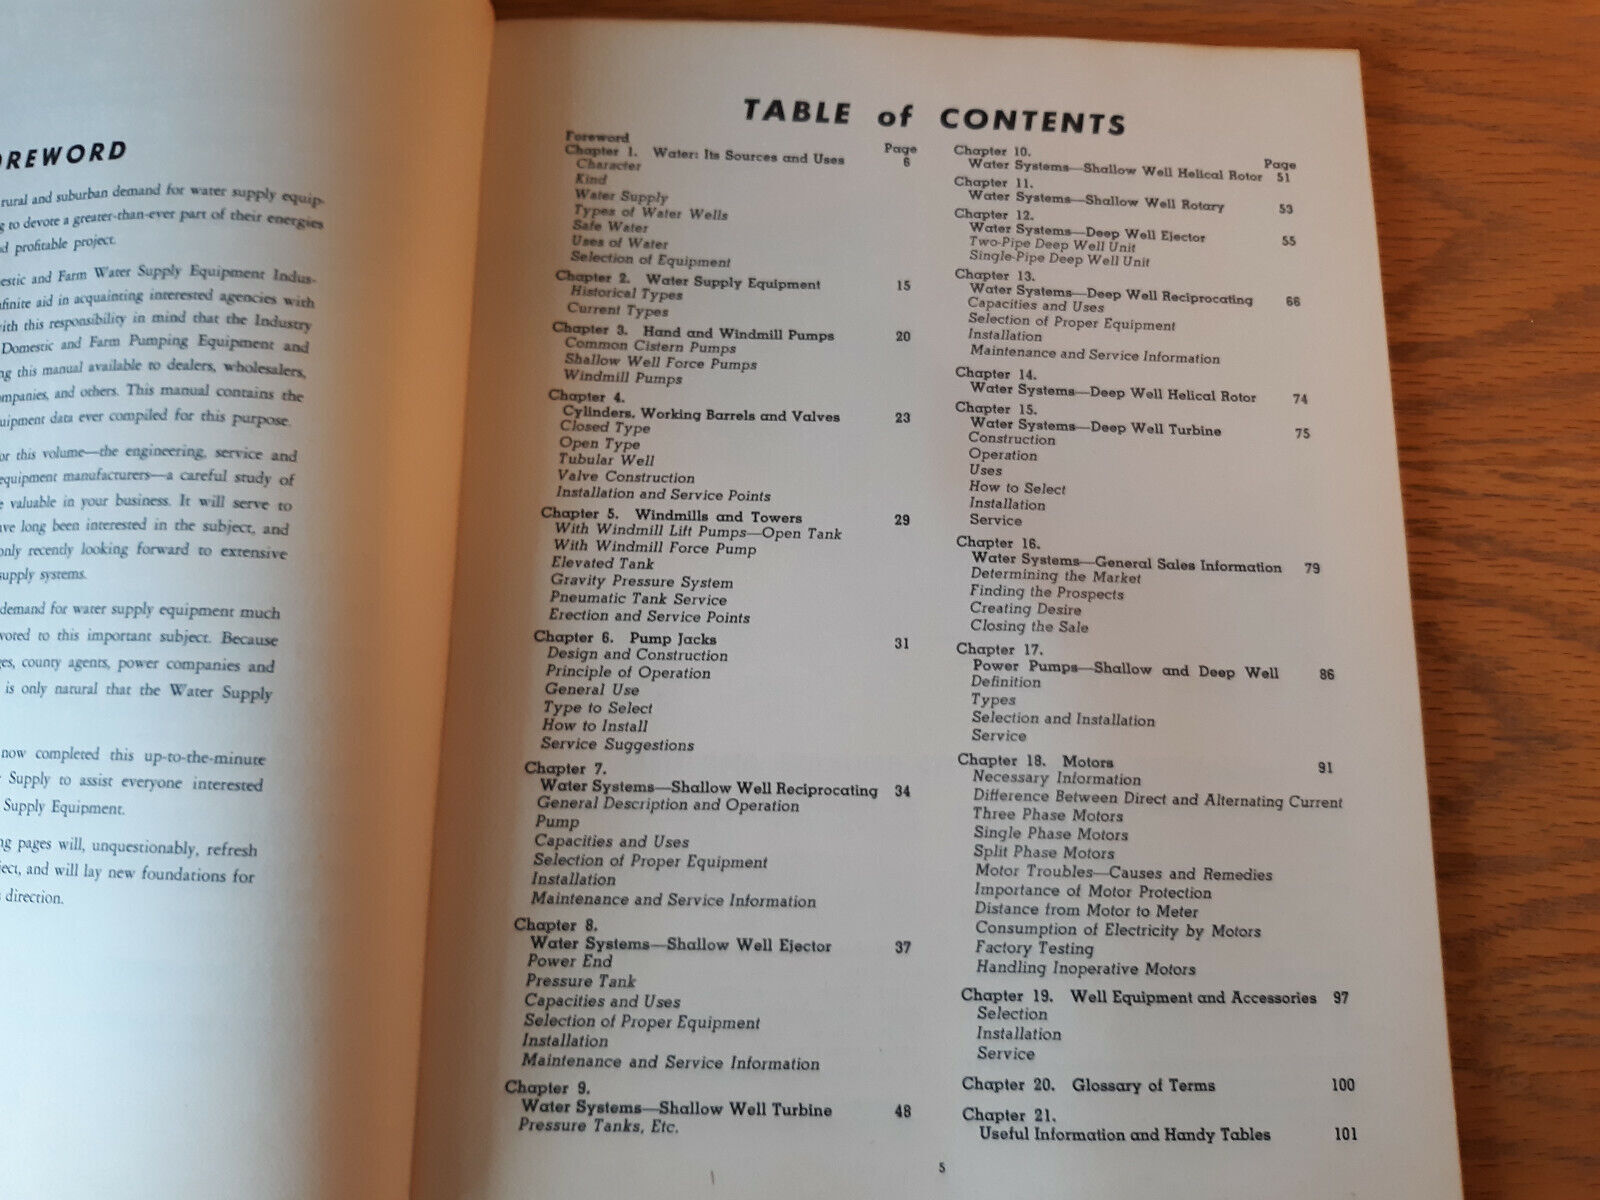 FOREWORD
rural and suburban demand for water supply equip-
to devote a greater-than-ever part of their energies
profitable project.
estic and Farm Water Supply Equipment Indus-
finite aid in acquainting interested agencies with
with this responsibility in mind that the Industry
Domestic and Farm Pumping Equipment and
ng this manual available to dealers, wholesalers,
ompanies, and others. This manual contains the
uipment data ever compiled for this purpose.
or this volume—the engineering, service and
equipment manufacturers—a careful study of
e valuable in your business. It will serve to
ave long been interested in the subject, and
only recently looking forward to extensive
supply systems.
demand for water supply equipment much
voted to this important subject. Because
es, county agents, power companies and
is only natural that the Water Supply
now completed this up-to-the-minute
Supply to assist everyone interested
Supply Equipment.
ng pages will, unquestionably, refresh
ject, and will lay new foundations for
direction.
TABLE of CONTENTS
Foreword
Page
Chapter 1. Water: Its Sources and Uses 6
Character
Kind
Water Supply
Types of Water Wells
Safe Water
Uses of Water
Selection of Equipment
Chapter 2. Water Supply Equipment 15
Historical Types
Current Types
Chapter 3. Hand and Windmill Pumps 20
Common Cistern Pumps
Shallow Well Force Pumps
Windmill Pumps
Chapter 4.
Cylinders, Working Barrels and Valves 23
Closed Type
Open Type
Tubular Well
Valve Construction
Installation and Service Points
Chapter 5. Windmills and Towers 29
With Windmill Lift Pumps—Open Tank
With Windmill Force Pump
Elevated Tank
Gravity Pressure System
Pneumatic Tank Service
Erection and Service Points
Chapter 6. Pump Jacks 31
Design and Construction
Principle of Operation
General Use
Type to Select
How to Install
Service Suggestions
Chapter 7.
Water Systems—Shallow Well Reciprocating 34
General Description and Operation
Pump
Capacities and Uses
Selection of Proper Equipment
Installation
Maintenance and Service Information
Chapter 8.
Water Systems—Shallow Well Ejector 37
Power End
Pressure Tank
Capacities and Uses
Selection of Proper Equipment
Installation
Maintenance and Service Information
Chapter 9.
Water Systems—Shallow Well Turbine 48
Pressure Tanks, Etc.
Chapter 10.
Page
Water Systems—Shallow Well Helical Rotor 51
Chapter 11.
Water Systems—Shallow Well Rotary 53
Chapter 12.
Water Systems—Deep Well Ejector 55
Two-Pipe Deep Well Unit
Single-Pipe Deep Well Unit
Chapter 13.
Water Systems—Deep Well Reciprocating 66
Capacities and Uses
Selection of Proper Equipment
Installation
Maintenance and Service Information
Chapter 14.
Water Systems—Deep Well Helical Rotor 74
Chapter 15.
Water Systems—Deep Well Turbine 75
Construction
Operation
Uses
How to Select
Installation
Service
Chapter 16.
Water Systems—General Sales Information 79
Determining the Market
Finding the Prospects
Creating Desire
Closing the Sale
Chapter 17.
Power Pumps—Shallow and Deep Well 86
Definition
Types
Selection and Installation
Service
Chapter 18. Motors 91
Necessary Information
Difference Between Direct and Alternating Current
Three Phase Motors
Single Phase Motors
Split Phase Motors
Motor Troubles—Causes and Remedies
Importance of Motor Protection
Distance from Motor to Meter
Consumption of Electricity by Motors
Factory Testing
Handling Inoperative Motors
Chapter 19. Well Equipment and Accessories 97
Selection
Installation
Service
Chapter 20. Glossary of Terms 100
Chapter 21.
Useful Information and Handy Tables 101
5